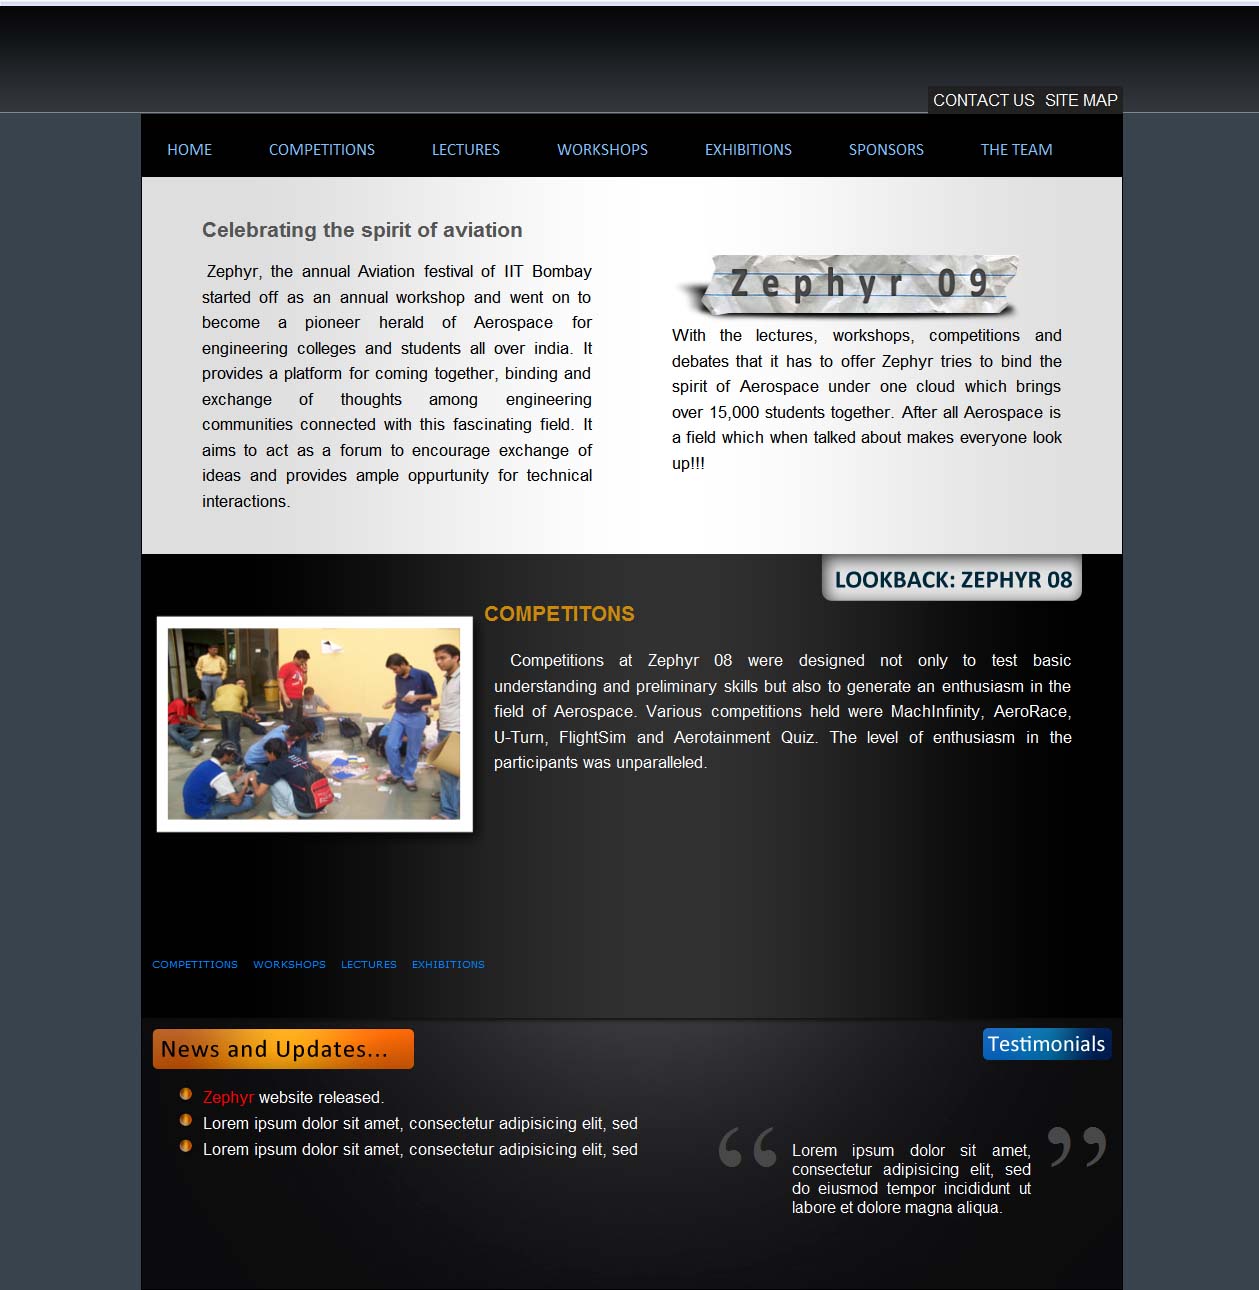 CONTACT US SITE MAP
HOME COMPETITIONS LECTURES WORKSHOPS EXHIBITIONS SPONSORS THE TEAM
Celebrating the spirit of aviation
Zephyr, the annual Aviation festival of IIT Bombay
started off as an annual workshop and went on to
become a pioneer herald of Aerospace for
engineering colleges and students all over india. It
provides a platform for coming together, binding and
exchange of thoughts among engineering
communities connected with this fascinating field. It
aims to act as a forum to encourage exchange of
ideas and provides ample oppurtunity for technical
interactions.
Zephyr 09
With the lectures, workshops, competitions and
debates that it has to offer Zephyr tries to bind the
spirit of Aerospace under one cloud which brings
over 15,000 students together. After all Aerospace is
a field which when talked about makes everyone look
up!!!
LOOKBACK: ZEPHYR 08
COMPETITONS
Competitions at Zephyr 08 were designed not only to test basic
understanding and preliminary skills but also to generate an enthusiasm in the
field of Aerospace. Various competitions held were MachInfinity, AeroRace,
U-Turn, FlightSim and Aerotainment Quiz. The level of enthusiasm in the
participants was unparalleled.
COMPETITIONS WORKSHOPS LECTURES EXHIBITIONS
News and Updates...
Zephyr website released.
Lorem ipsum dolor sit amet, consectetur adipisicing elit, sed
Lorem ipsum dolor sit amet, consectetur adipisicing elit, sed
Testimonials
“ Lorem ipsum dolor sit amet, ”
consectetur adipisicing elit, sed
do eiusmod tempor incididunt ut
labore et dolore magna aliqua.